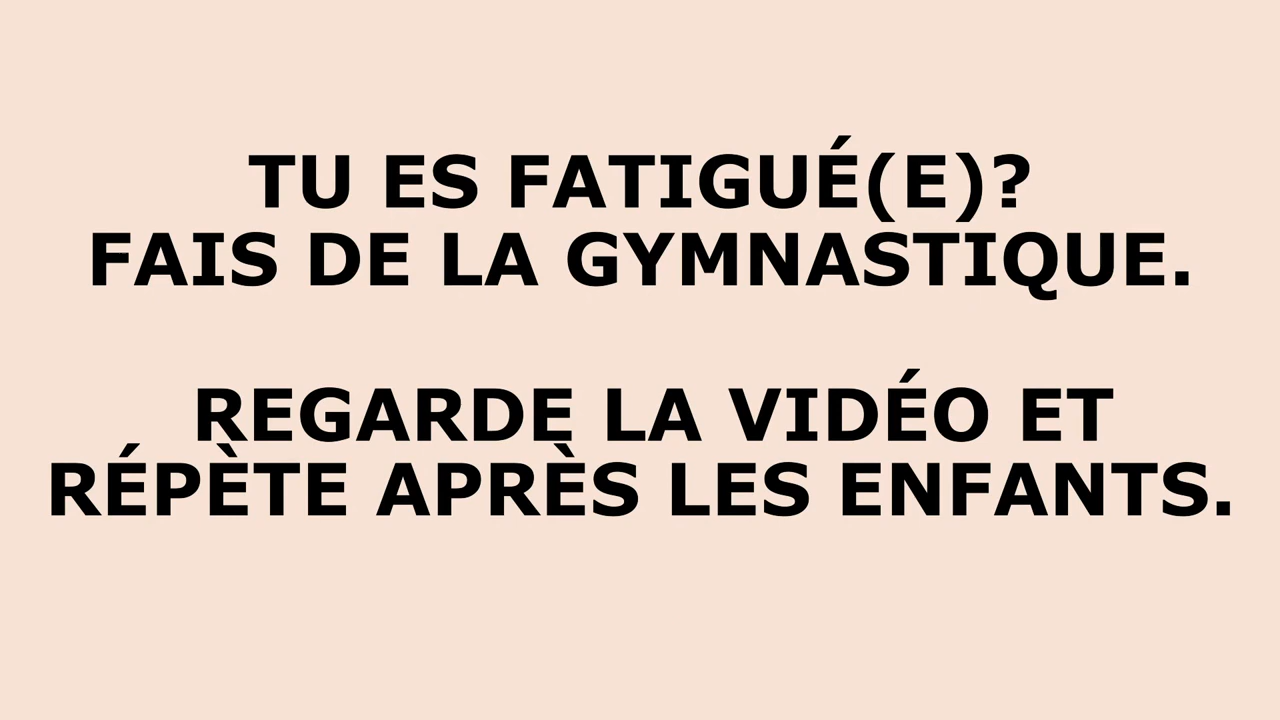 TU ES FATIGUÉ(E)?
FAIS DE LA GYMNASTIQUE.
REGARDE LA VIDÉO ET
RÉPÈTE APRÈS LES ENFANTS.